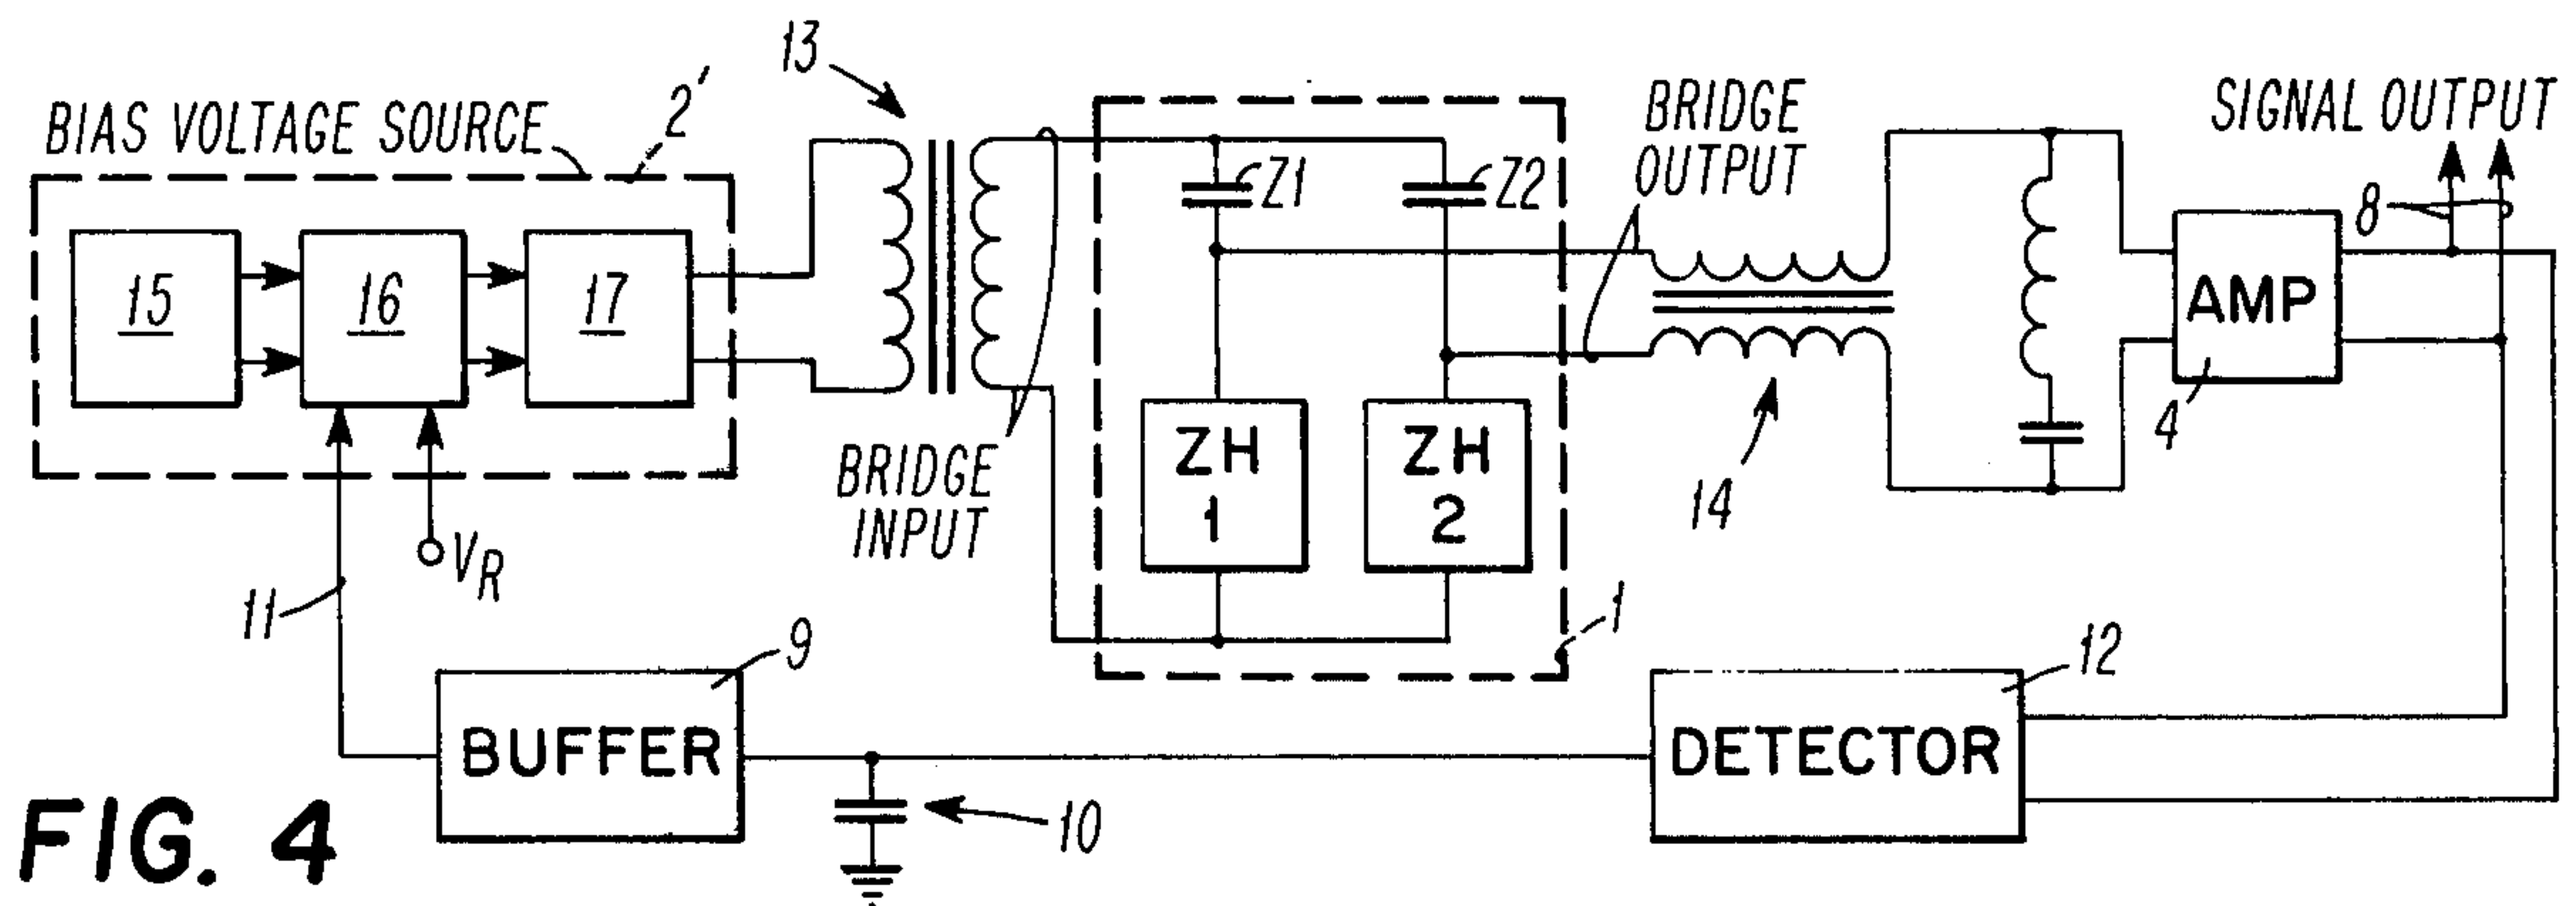 13
BIAS VOLTAGE SOURCE
2'
BRIDGE
OUTPUT
SIGNAL OUTPUT
Z1
Z2
8
15
16
17
AMP
4
ZH
1
ZH
2
BRIDGE
INPUT
14
VR
11
1
9
12
BUFFER
DETECTOR
10
FIG. 4